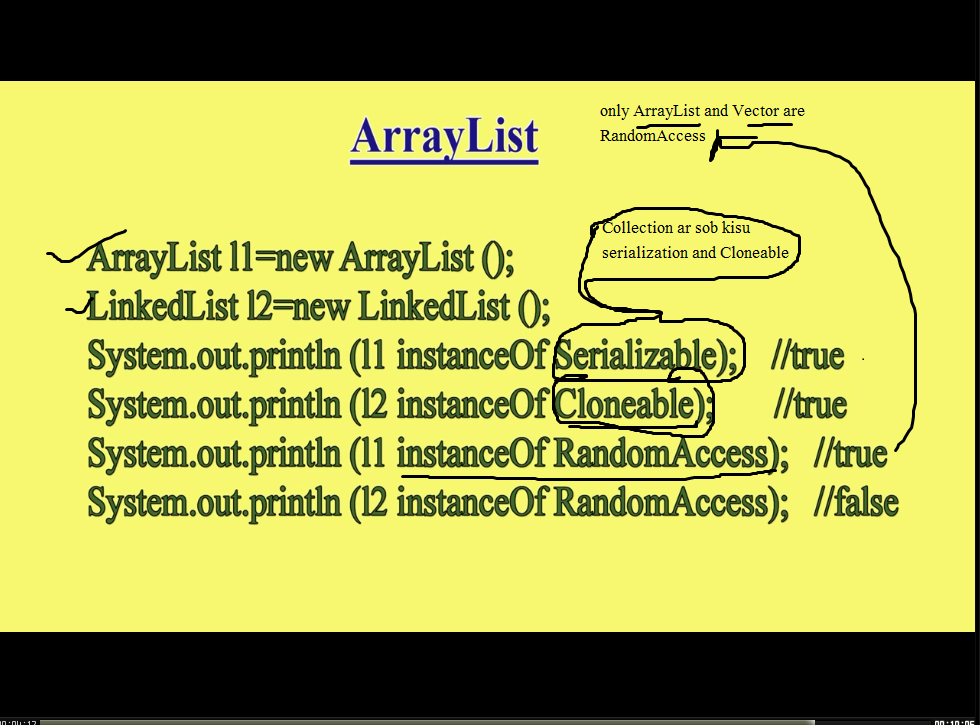 only ArrayList and Vector are
RandomAccess
ArrayList
Collection ar sob kisu
serialization and Cloneable
ArrayList l1=new ArrayList ();
LinkedList l2=new LinkedList ();
System.out.println (l1 instanceOf Serializable); //true
System.out.println (l2 instanceOf Cloneable); //true
System.out.println (l1 instanceOf RandomAccess); //true
System.out.println (l2 instanceOf RandomAccess); //false